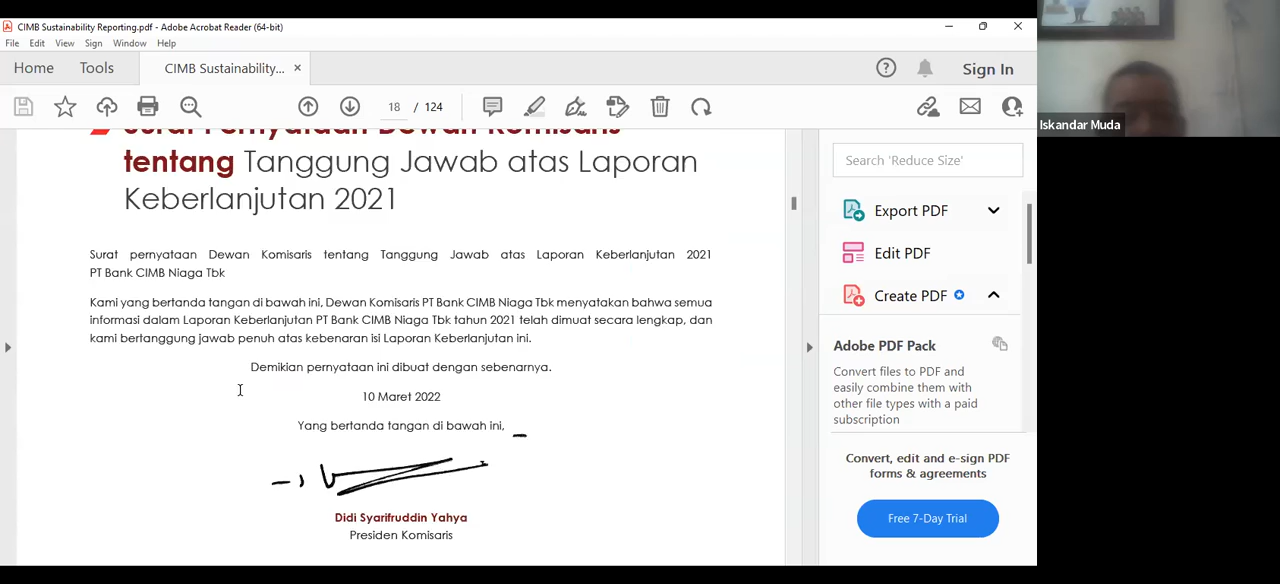 CIMB Sustainability Reporting.pdf - Adobe Acrobat Reader (64-bit)
File Edit View Sign Window Help
Home Tools CIMB Sustainability... × Sign In
18 / 124
Iskandar Muda
Surat Pernyataan Dewan Komisaris
tentang Tanggung Jawab atas Laporan
Keberlanjutan 2021
Surat pernyataan Dewan Komisaris tentang Tanggung Jawab atas Laporan Keberlanjutan 2021
PT Bank CIMB Niaga Tbk
Kami yang bertanda tangan di bawah ini, Dewan Komisaris PT Bank CIMB Niaga Tbk menyatakan bahwa semua
informasi dalam Laporan Keberlanjutan PT Bank CIMB Niaga Tbk tahun 2021 telah dimuat secara lengkap, dan
kami bertanggung jawab penuh atas kebenaran isi Laporan Keberlanjutan ini.
Demikian pernyataan ini dibuat dengan sebenarnya.
10 Maret 2022
Yang bertanda tangan di bawah ini,
Didi Syarifruddin Yahya
Presiden Komisaris
Search 'Reduce Size'
Export PDF
Edit PDF
Create PDF
Adobe PDF Pack
Convert files to PDF and
easily combine them with
other file types with a paid
subscription
Convert, edit and e-sign PDF
forms & agreements
Free 7-Day Trial